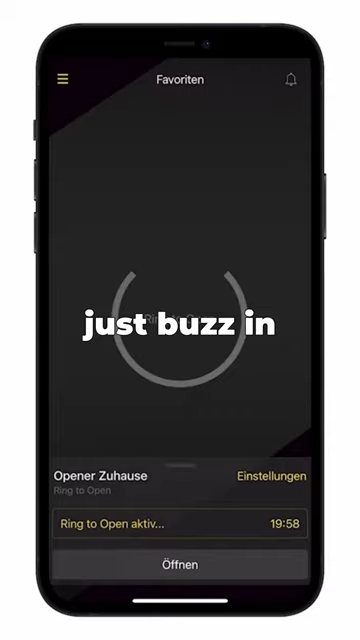 Favoriten
just buzz in
Opener Zuhause
Einstellungen
Ring to Open
Ring to Open aktiv...
19:58
Öffnen